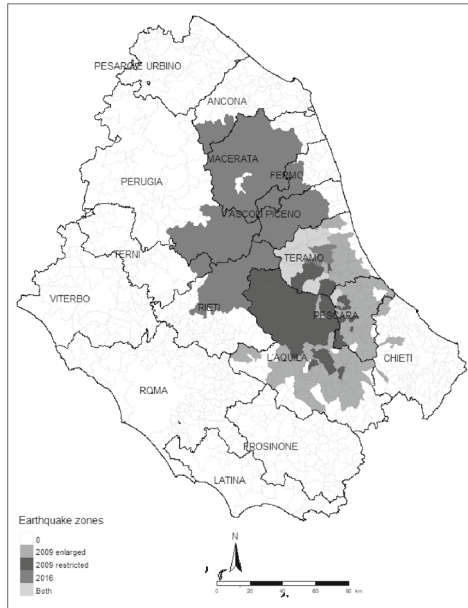 PESARO E URBINO
ANCONA
MACERATA
PERUGIA
FERMO
ASCOLI PICENO
TERNI
TERAMO
VITERBO
RIETI
PESCARA
L'AQUILA
CHIETI
ROMA
FROSINONE
LATINA
Earthquake zones
0
2009 enlarged
2009 restricted
2016
Both
N
0 20 40 60 80 km